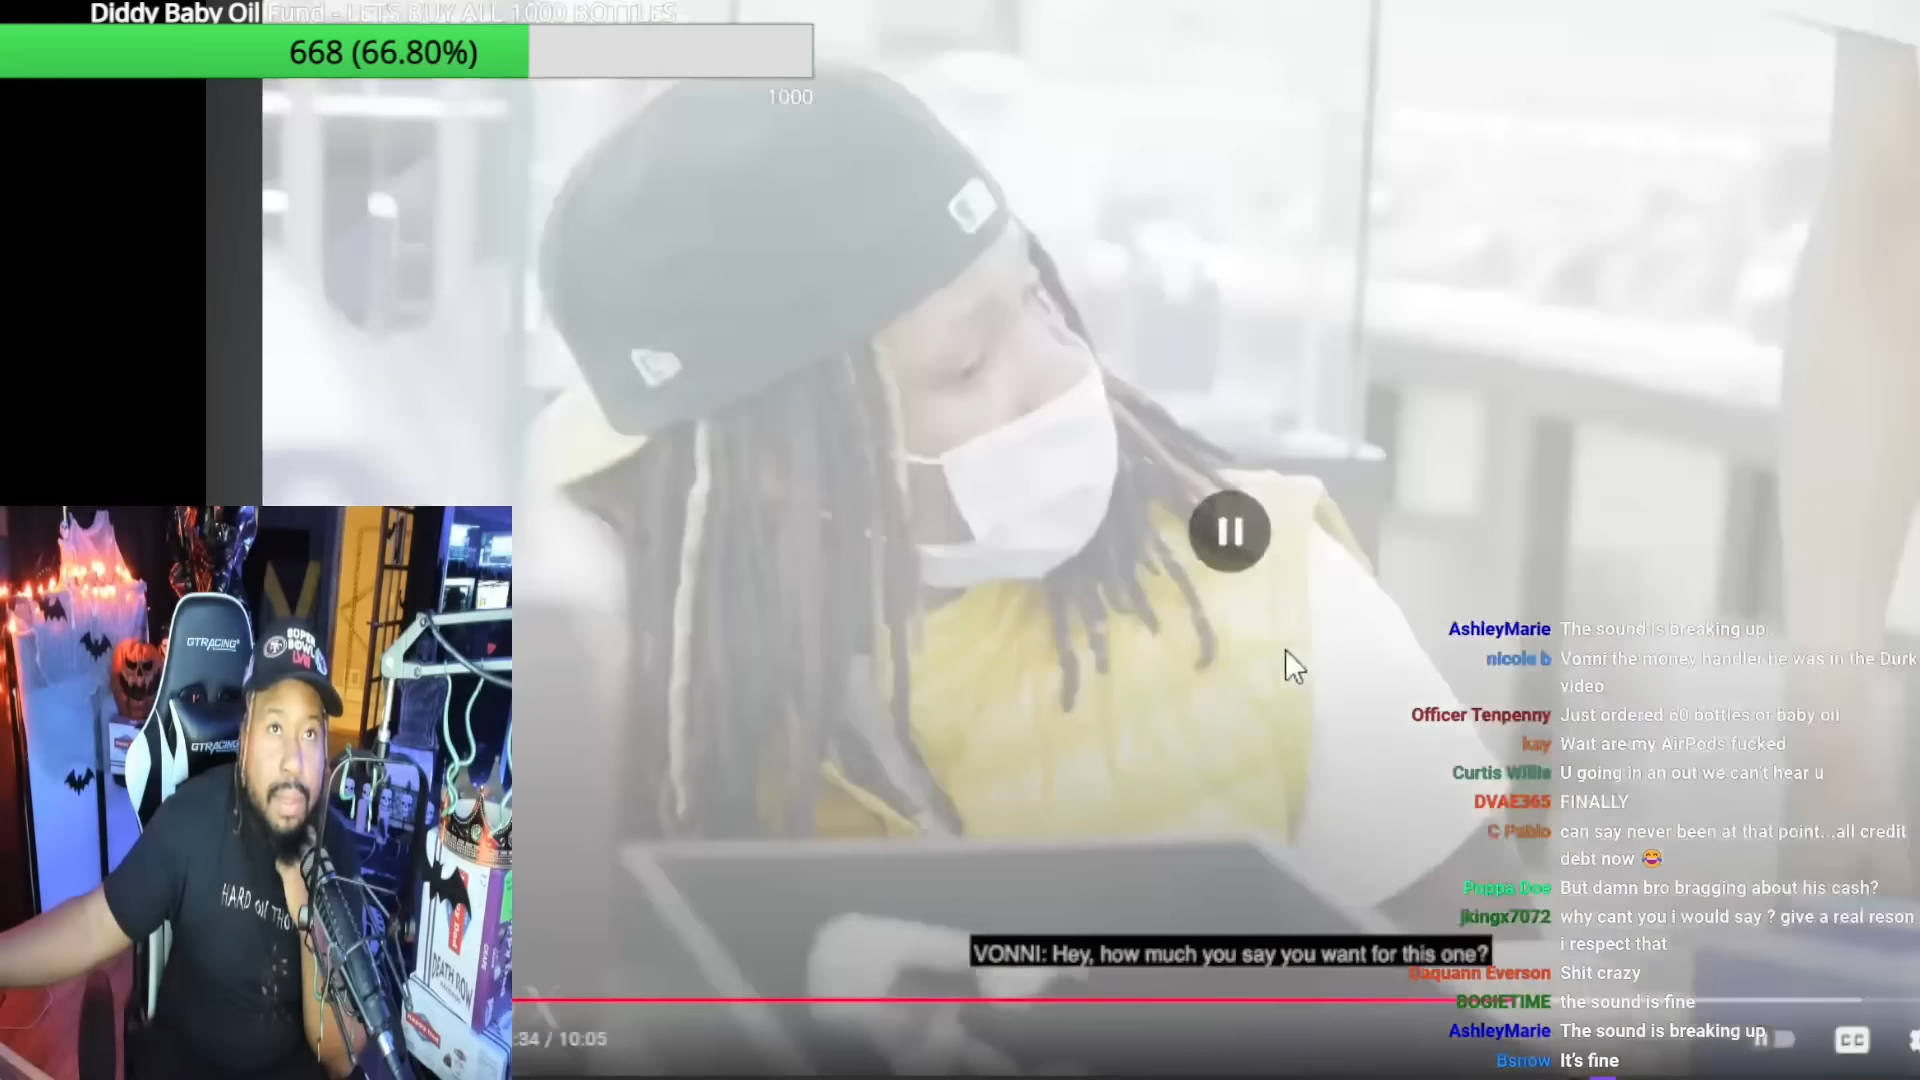 Diddy Baby Oil Fund - LETS BUY ALL 1000 BOTTLES
668 (66.80%)
1000
GTRACING
GTRACING
SUPER
BOWL
LVIII
HARD
DEATH ROW
AshleyMarie The sound is breaking up
nicole b Vonni the money handler he was in the Durk
video
Officer Tenpenny Just ordered 60 bottles of baby oil
kay Wait are my AirPods fucked
Curtis Willie U going in an out we can't hear u
DVAE365 FINALLY
C Pablo can say never been at that point...all credit
debt now 😂
Poppa Doe But damn bro bragging about his cash?
jkingx7072 why cant you i would say ? give a real reson
i respect that
VONNI: Hey, how much you say you want for this one?
Daquann Everson Shit crazy
BOGIETIME the sound is fine
AshleyMarie The sound is breaking up
:34 / 10:05
CC
Bsnow It's fine